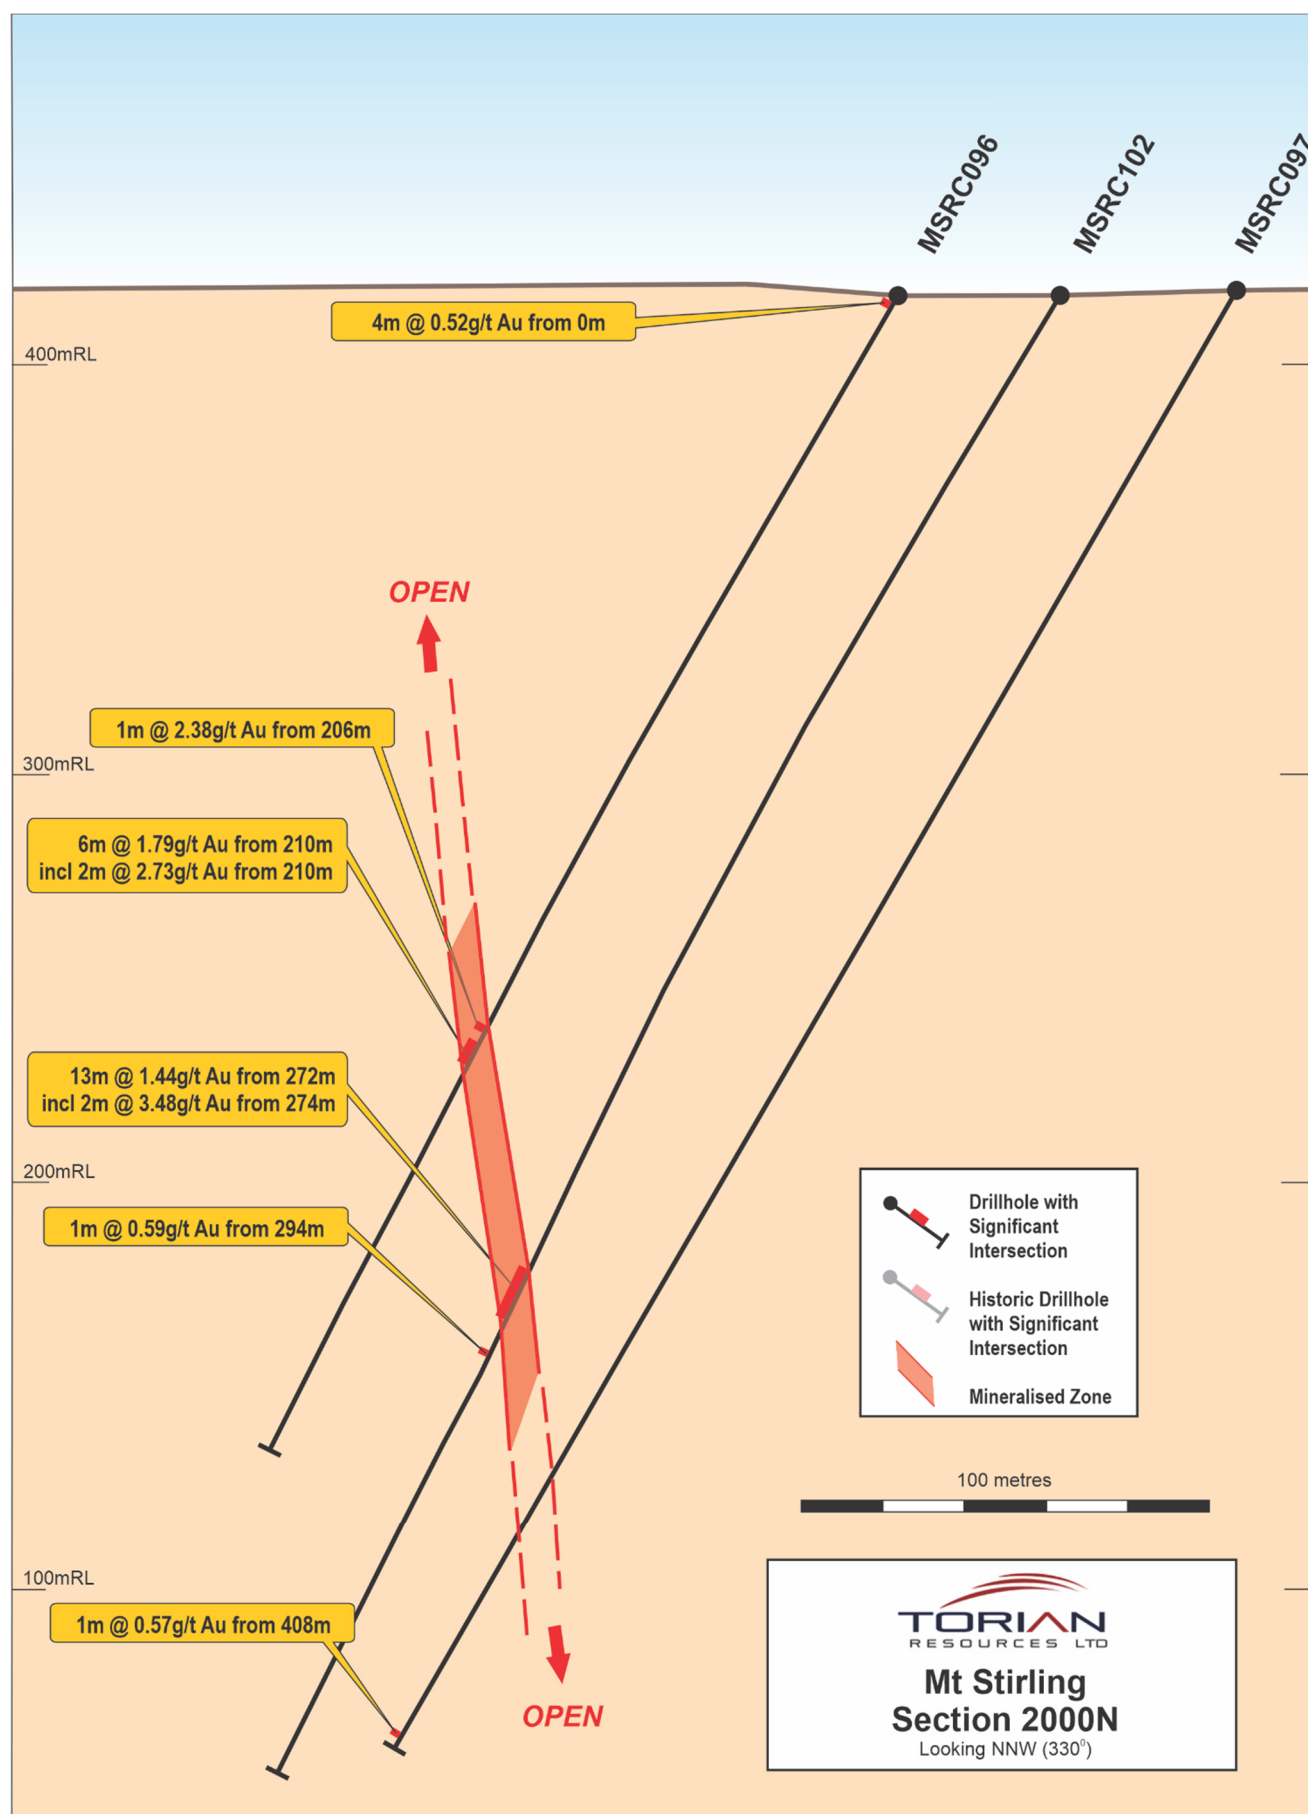 MSRC096
MSRC102
MSRC097
4m @ 0.52g/t Au from 0m
400mRL
OPEN
1m @ 2.38g/t Au from 206m
300mRL
6m @ 1.79g/t Au from 210m
incl 2m @ 2.73g/t Au from 210m
13m @ 1.44g/t Au from 272m
incl 2m @ 3.48g/t Au from 274m
200mRL
1m @ 0.59g/t Au from 294m
Drillhole with
Significant
Intersection
Historic Drillhole
with Significant
Intersection
Mineralised Zone
100 metres
100mRL
1m @ 0.57g/t Au from 408m
OPEN
TORIAN
RESOURCES LTD
Mt Stirling
Section 2000N
Looking NNW (330⁰)